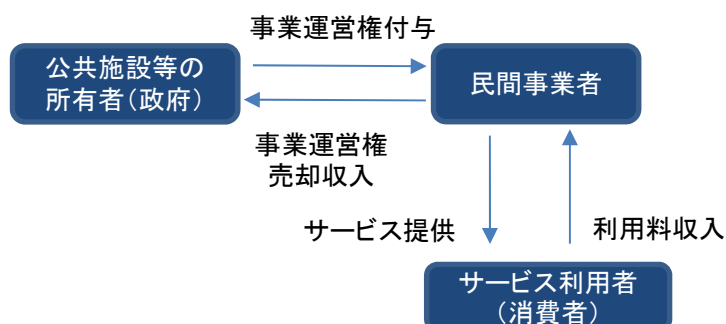 事業運営権付与
公共施設等の
所有者(政府)
民間事業者
事業運営権
売却収入
サービス提供
利用料収入
サービス利用者
(消費者)